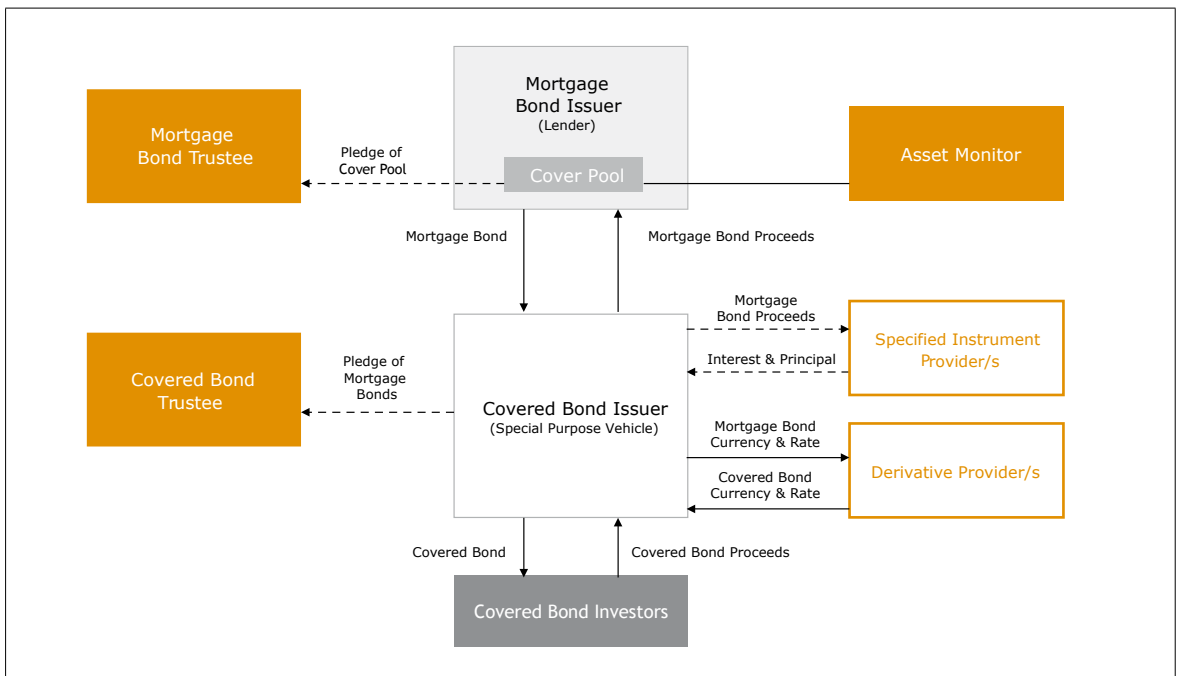 Mortgage
Bond Issuer
(Lender)
Cover Pool
Mortgage
Bond Trustee
Pledge of
Cover Pool
Asset Monitor
Mortgage Bond
Mortgage Bond Proceeds
Covered Bond
Trustee
Pledge of
Mortgage
Bonds
Covered Bond Issuer
(Special Purpose Vehicle)
Mortgage
Bond Proceeds
Interest & Principal
Specified Instrument
Provider/s
Mortgage Bond
Currency & Rate
Covered Bond
Currency & Rate
Derivative Provider/s
Covered Bond
Covered Bond Proceeds
Covered Bond Investors